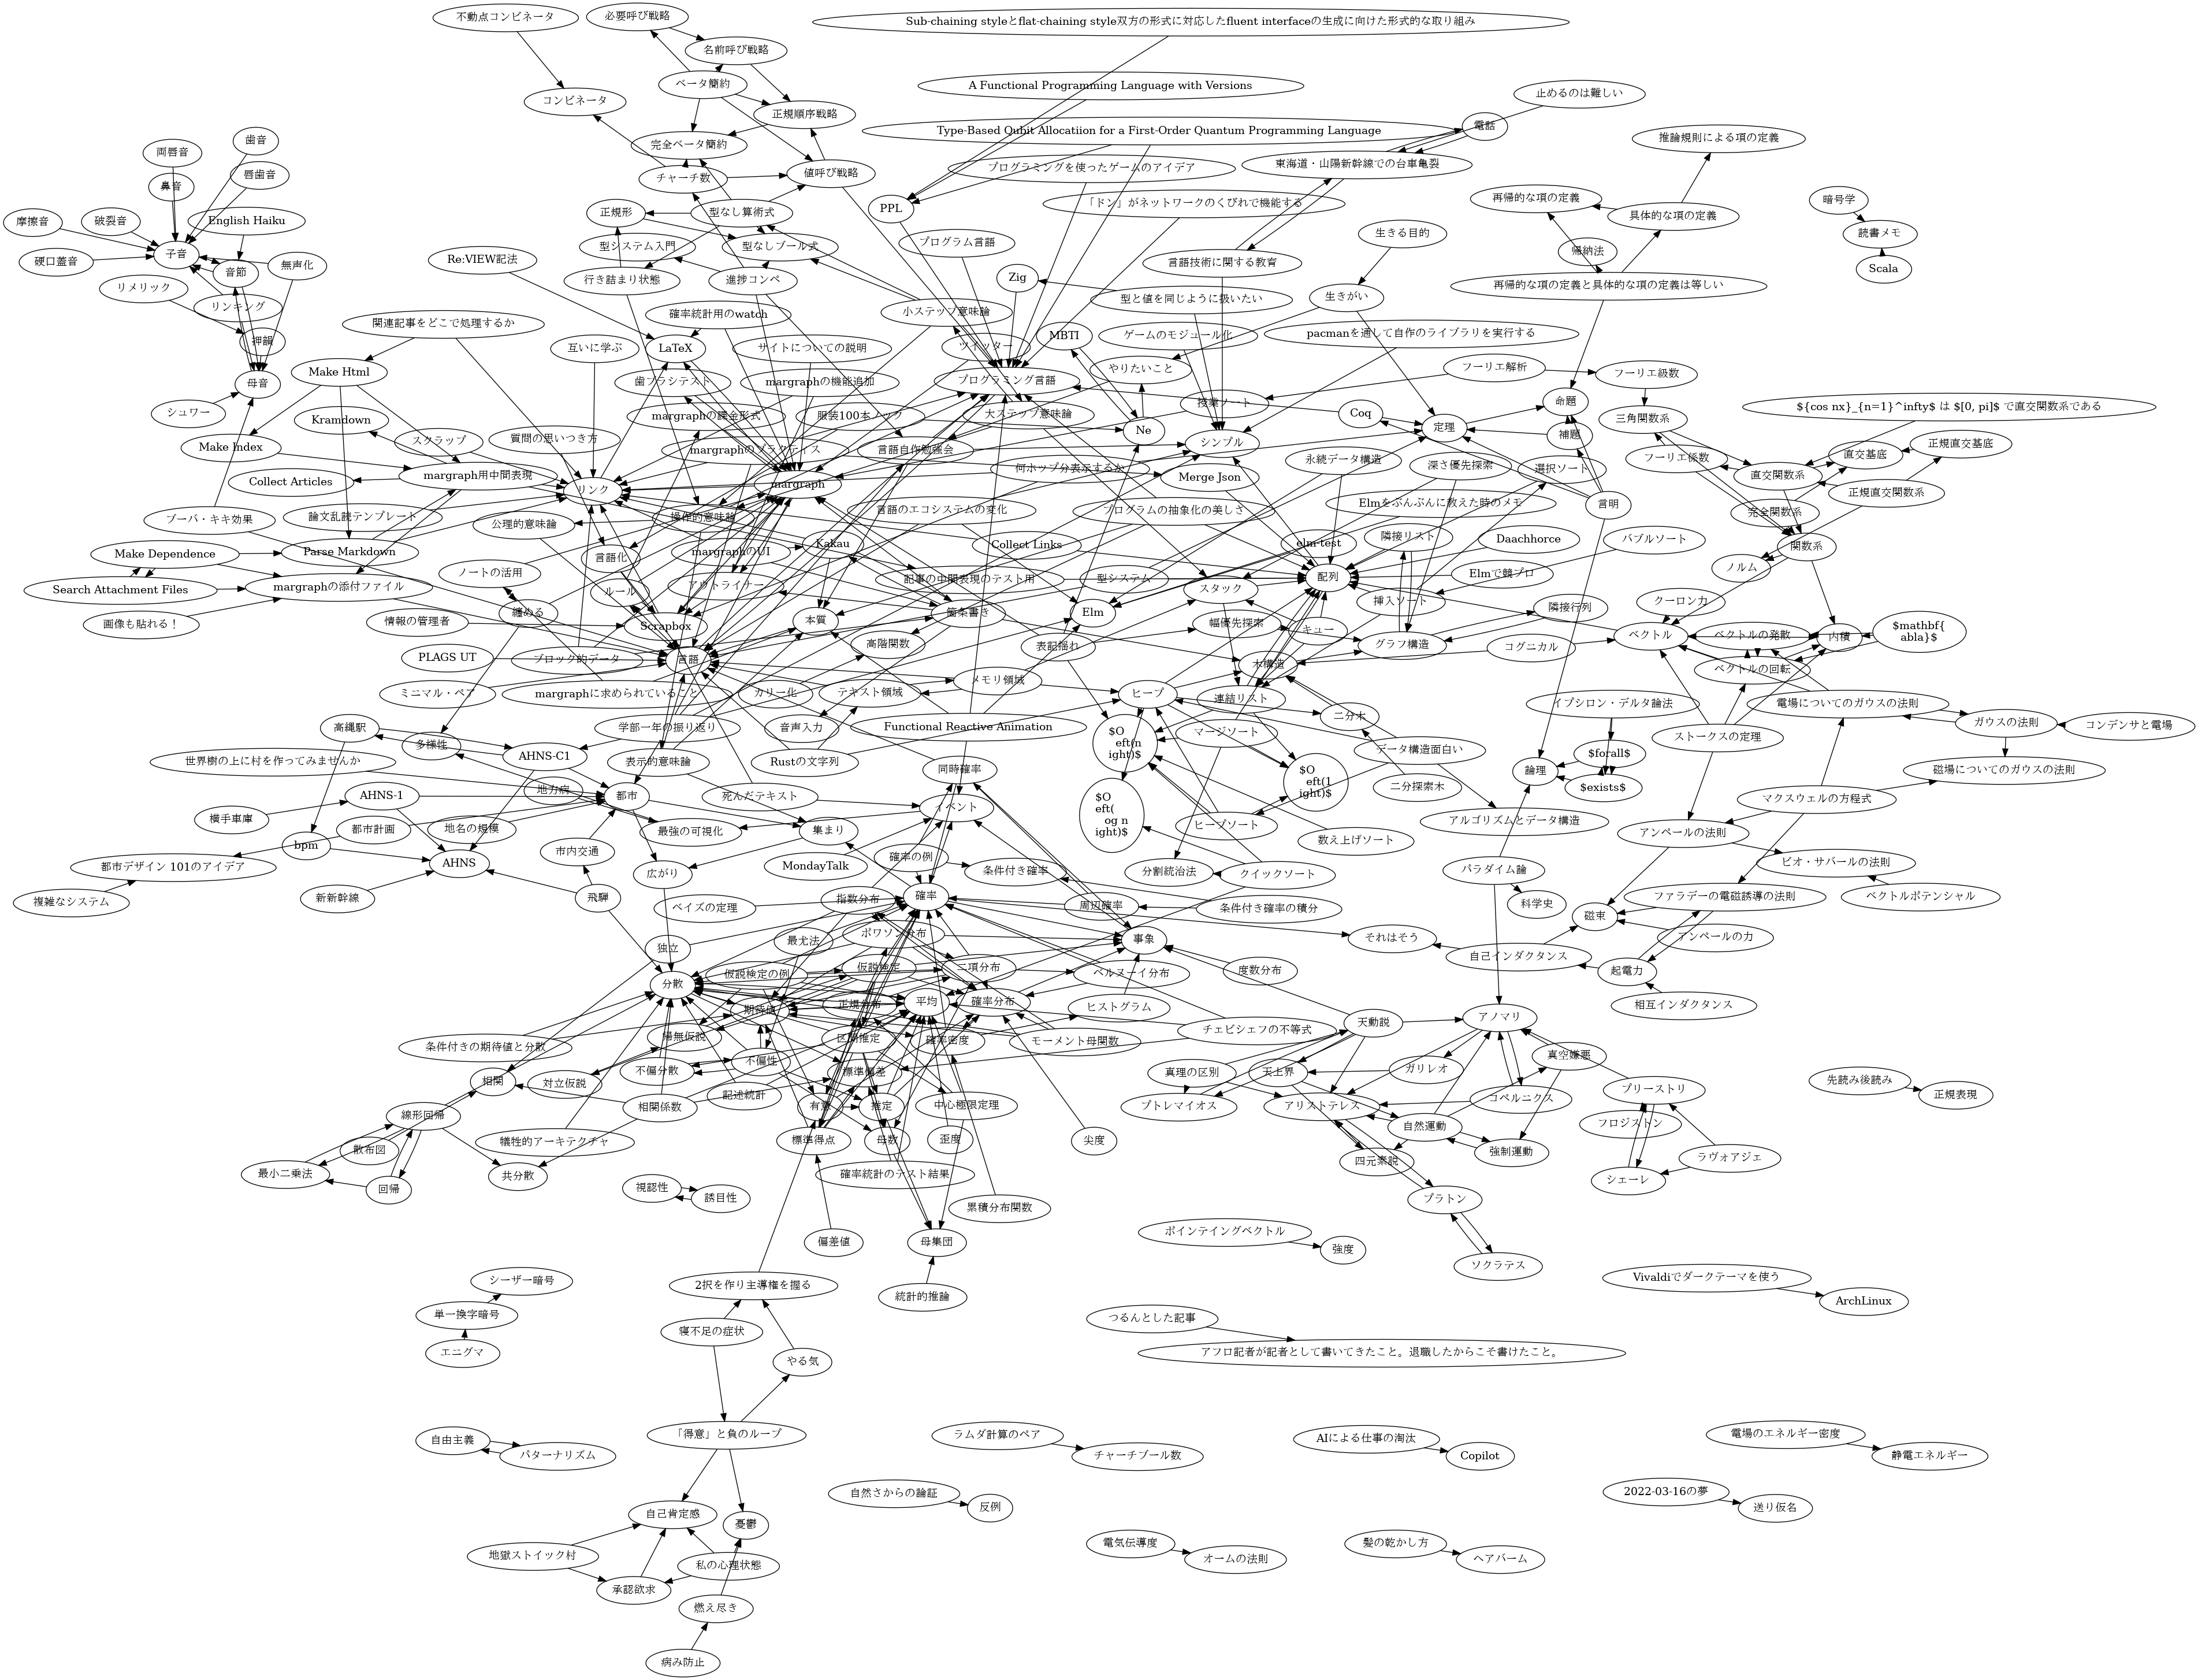 不動点コンビネータ
必要呼び戦略
Sub-chaining styleとflat-chaining style双方の形式に対応したfluent interfaceの生成に向けた形式的な取り組み
名前呼び戦略
ベータ簡約
A Functional Programming Language with Versions
コンビネータ
止めるのは難しい
正規順序戦略
Type-Based Qubit Allocatiion for a First-Order Quantum Programming Language
電話
歯音
推論規則による項の定義
両唇音
完全ベータ簡約
プログラミングを使ったゲームのアイデア
東海道・山陽新幹線での台車亀裂
唇歯音
チャーチ数
値呼び戦略
鼻音
再帰的な項の定義
暗号学
「ドン」がネットワークのくびれで機能する
PPL
正規形
型なし算術式
具体的な項の定義
摩擦音
破裂音
English Haiku
読書メモ
生きる目的
プログラム言語
型システム入門
型なしブール式
帰納法
子音
硬口蓋音
音節
無声化
Re:VIEW記法
言語技術に関する教育
Scala
Zig
行き詰まり状態
進捗コンベ
再帰的な項の定義と具体的な項の定義は等しい
リメリック
生きがい
型と値を同じように扱いたい
リンキング
小ステップ意味論
確率統計用のwatch
関連記事をどこで処理するか
押韻
MBTI
ゲームのモジュール化
pacmanを通して自作のライブラリを実行する
互いに学ぶ
LaTeX
サイトについての説明
ツイッター
フーリエ解析
フーリエ級数
やりたいこと
Make Html
母音
歯ブラシテスト
margraphの機能追加
プログラミング言語
命題
授業ノート
${cos nx}_{n=1}^infty$ は $[0, pi]$ で直交関数系である
シュワー
Kramdown
margraphの課金形式
服装100本ノック
大ステップ意味論
Coq
三角関数系
Ne
定理
補題
スクラップ
質問の思いつき方
シンプル
正規直交基底
Make Index
margraphのプラクティス
言語自作勉強会
フーリエ係数
直交基底
永続データ構造
深さ優先探索
選択ソート
何ホップ分表示するか
直交関数系
margraph用中間表現
Merge Json
Collect Articles
リンク
margraph
正規直交関数系
Elmをぶんぶんに教えた時のメモ
言明
論文乱読テンプレート
操作的意味論
言語のエコシステムの変化
プログラムの抽象化の美しさ
完全関数系
ブーバ・キキ効果
公理的意味論
隣接リスト
Daachhorce
バブルソート
Kakau
Collect Links
elm-test
関数系
Make Dependence
Parse Markdown
言語化
margraphのUI
ノルム
ノートの活用
記事の中間表現のテスト用
型システム
配列
Elmで競プロ
Search Attachment Files
margraphの添付ファイル
ルール
アウトライナー
スタック
挿入ソート
クーロン力
隣接行列
纏める
箇条書き
Elm
画像も貼れる！
情報の管理者
Scrapbox
本質
幅優先探索
キュー
ベクトル
ベクトルの発散
内積
$mathbf{
abla}$
高階関数
表記揺れ
グラフ構造
コグニカル
PLAGS UT
ブロック的データ
言語
木構造
ベクトルの回転
ミニマル・ペア
margraphに求められていること
カリー化
テキスト領域
メモリ領域
ヒープ
連結リスト
イプシロン・デルタ論法
電場についてのガウスの法則
二分木
ガウスの法則
コンデンサと電場
高縄駅
学部一年の振り返り
音声入力
Functional Reactive Animation
マージソート
ストークスの定理
多様性
AHNS-C1
$O
eft(n
ight)$
データ構造面白い
$forall$
世界樹の上に村を作ってみませんか
表示的意味論
Rustの文字列
同時確率
$O
eft(1
ight)$
論理
磁場についてのガウスの法則
二分探索木
$exists$
AHNS-1
地方病
都市
死んだテキスト
イベント
$O
eft(
og n
ight)$
マクスウェルの方程式
横手車庫
都市計画
地名の規模
最強の可視化
集まり
ヒープソート
アルゴリズムとデータ構造
アンペールの法則
数え上げソート
bpm
市内交通
確率の例
都市デザイン 101のアイデア
AHNS
広がり
MondayTalk
条件付き確率
分割統治法
クイックソート
パラダイム論
ビオ・サバールの法則
複雑なシステム
新新幹線
飛騨
指数分布
確率
科学史
ファラデーの電磁誘導の法則
ベクトルポテンシャル
ベイズの定理
周辺確率
条件付き確率の積分
磁束
独立
最尤法
ポワソン分布
事象
それはそう
アンペールの力
自己インダクタンス
仮説検定の例
仮説検定
二項分布
ベルヌーイ分布
度数分布
起電力
分散
期待値
正規分布
平均
確率分布
ヒストグラム
相互インダクタンス
天動説
アノマリ
条件付きの期待値と分散
帰無仮説
区間推定
確率密度
モーメント母関数
チェビシェフの不等式
真空嫌悪
相関
対立仮説
不偏分散
不偏性
標準偏差
真理の区別
天上界
ガリレオ
先読み後読み
プリーストリ
記述統計
正規表現
線形回帰
相関係数
有意
推定
中心極限定理
プトレマイオス
アリストテレス
コペルニクス
フロジストン
散布図
犠牲的アーキテクチャ
標準得点
母数
歪度
尖度
自然運動
強制運動
四元素説
ラヴォアジェ
最小二乗法
共分散
確率統計のテスト結果
シェーレ
回帰
視認性
誘目性
プラトン
累積分布関数
ポインテイングベクトル
偏差値
母集団
強度
ソクラテス
シーザー暗号
2択を作り主導権を握る
統計的推論
Vivaldiでダークテーマを使う
ArchLinux
単一換字暗号
つるんとした記事
寝不足の症状
エニグマ
やる気
アフロ記者が記者として書いてきたこと。退職したからこそ書けたこと。
「得意」と負のループ
自由主義
パターナリズム
ラムダ計算のペア
チャーチブール数
AIによる仕事の淘汰
Copilot
電場のエネルギー密度
静電エネルギー
自然さからの論証
反例
2022-03-16の夢
送り仮名
自己肯定感
憂鬱
電気伝導度
オームの法則
髪の乾かし方
ヘアバーム
地獄ストイック村
私の心理状態
承認欲求
燃え尽き
病み防止